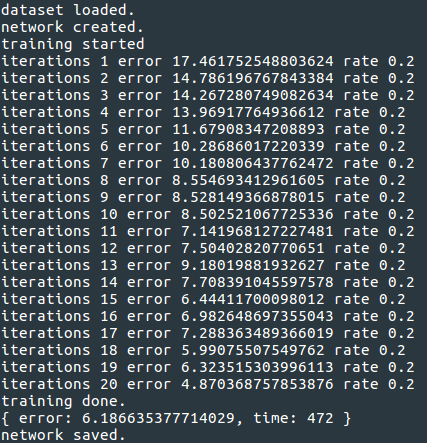 dataset loaded.
network created.
training started
iterations 1 error 17.461752548803624 rate 0.2
iterations 2 error 14.786196767843384 rate 0.2
iterations 3 error 14.267280749082634 rate 0.2
iterations 4 error 13.96917764936612 rate 0.2
iterations 5 error 11.67908347208893 rate 0.2
iterations 6 error 10.28686017220339 rate 0.2
iterations 7 error 10.180806437762472 rate 0.2
iterations 8 error 8.554693412961605 rate 0.2
iterations 9 error 8.528149366878015 rate 0.2
iterations 10 error 8.502521067725336 rate 0.2
iterations 11 error 7.141968127227481 rate 0.2
iterations 12 error 7.50402820770651 rate 0.2
iterations 13 error 9.18019881932627 rate 0.2
iterations 14 error 7.708391045597578 rate 0.2
iterations 15 error 6.44411700098012 rate 0.2
iterations 16 error 6.982648697355043 rate 0.2
iterations 17 error 7.288363489366019 rate 0.2
iterations 18 error 5.99075507549762 rate 0.2
iterations 19 error 6.323515303996113 rate 0.2
iterations 20 error 4.870368757853876 rate 0.2
training done.
{ error: 6.186635377714029, time: 472 }
network saved.